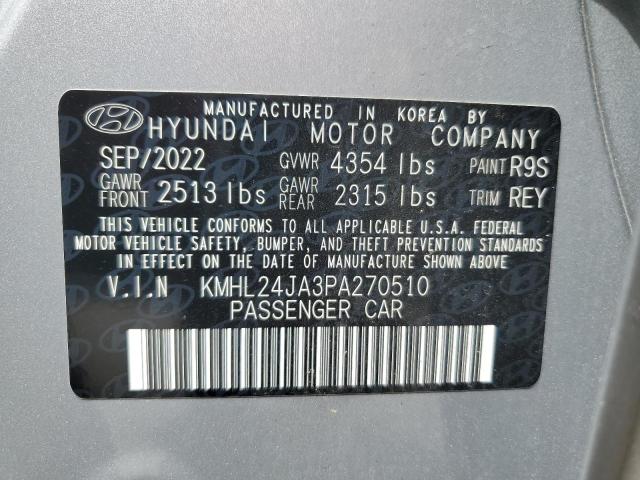 MANUFACTURED IN KOREA BY
HYUNDAI MOTOR COMPANY
SEP/2022 GVWR 4354 lbs PAINT R9S
GAWR FRONT 2513 lbs GAWR REAR 2315 lbs TRIM REY
THIS VEHICLE CONFORMS TO ALL APPLICABLE U.S.A. FEDERAL
MOTOR VEHICLE SAFETY, BUMPER, AND THEFT PREVENTION STANDARDS
IN EFFECT ON THE DATE OF MANUFACTURE SHOWN ABOVE.
V.I.N KMHL24JA3PA270510
PASSENGER CAR